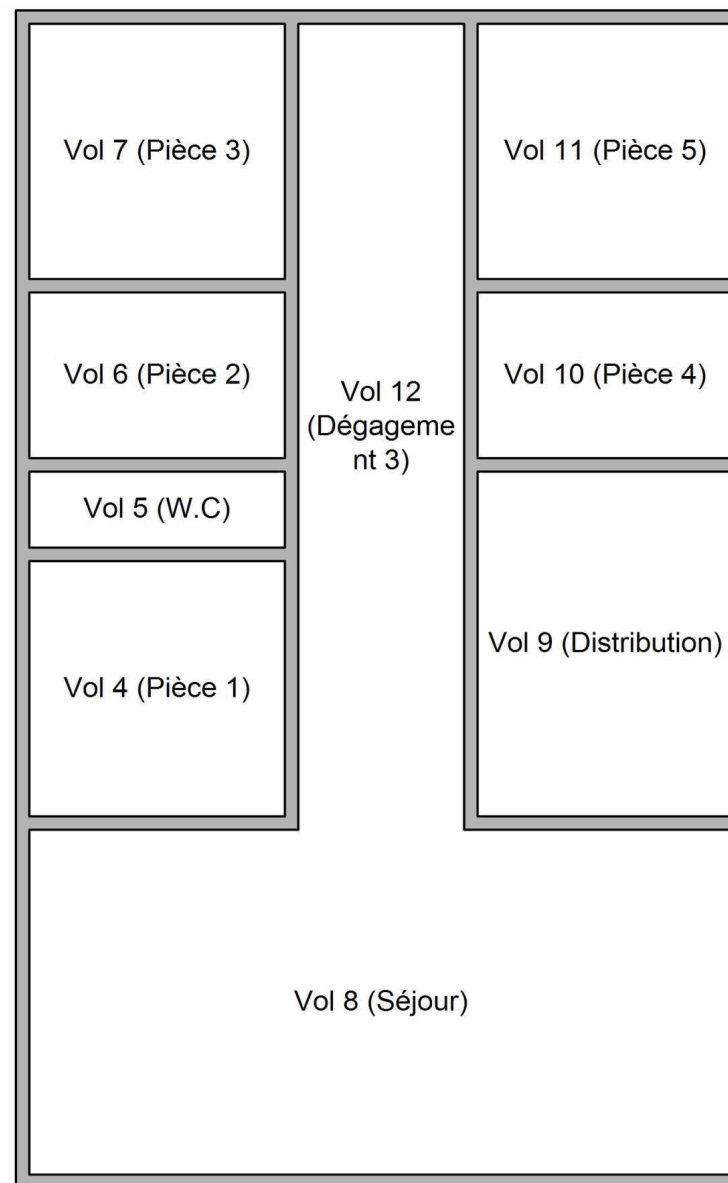 Vol 7 (Pièce 3)
Vol 11 (Pièce 5)
Vol 6 (Pièce 2)
Vol 12
(Dégageme
nt 3)
Vol 10 (Pièce 4)
Vol 5 (W.C)
Vol 9 (Distribution)
Vol 4 (Pièce 1)
Vol 8 (Séjour)